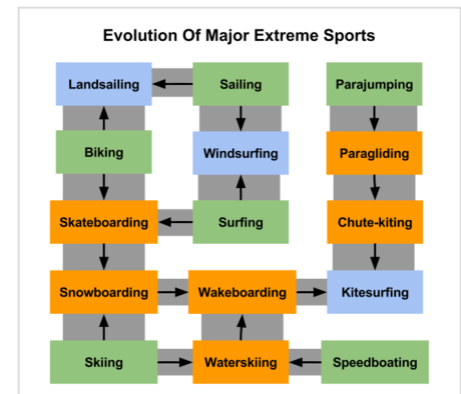 Evolution Of Major Extreme Sports
Landsailing
Sailing
Parajumping
Biking
Windsurfing
Paragliding
Skateboarding
Surfing
Chute-kiting
Snowboarding
Wakeboarding
Kitesurfing
Skiing
Waterskiing
Speedboating